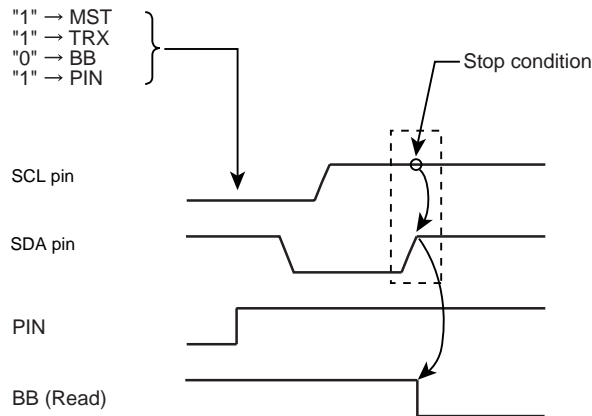 "1" → MST
"1" → TRX
"0" → BB
"1" → PIN
Stop condition
SCL pin
SDA pin
PIN
BB (Read)